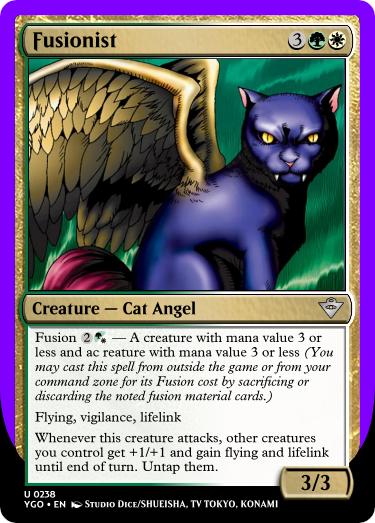 Fusionist 3
Creature — Cat Angel
Fusion 2 — A creature with mana value 3 or
less and ac reature with mana value 3 or less (You
may cast this spell from outside the game or from your
command zone for its Fusion cost by sacrificing or
discarding the noted fusion material cards.)
Flying, vigilance, lifelink
Whenever this creature attacks, other creatures
you control get +1/+1 and gain flying and lifelink
until end of turn. Untap them.
3/3
U 0238
YGO • EN Studio Dice/SHUEISHA, TV TOKYO, KONAMI